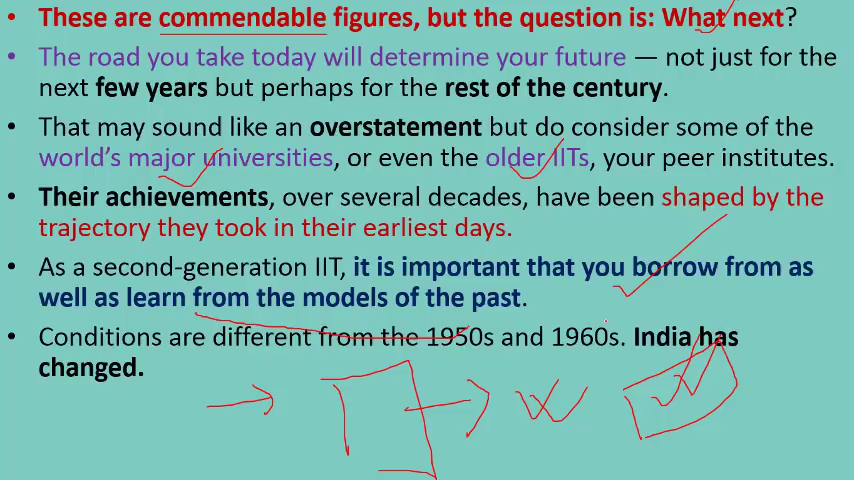 • These are commendable figures, but the question is: What next?
• The road you take today will determine your future — not just for the
next few years but perhaps for the rest of the century.
• That may sound like an overstatement but do consider some of the
world's major universities, or even the older IITs, your peer institutes.
• Their achievements, over several decades, have been shaped by the
trajectory they took in their earliest days.
• As a second-generation IIT, it is important that you borrow from as
well as learn from the models of the past.
• Conditions are different from the 1950s and 1960s. India has
changed.